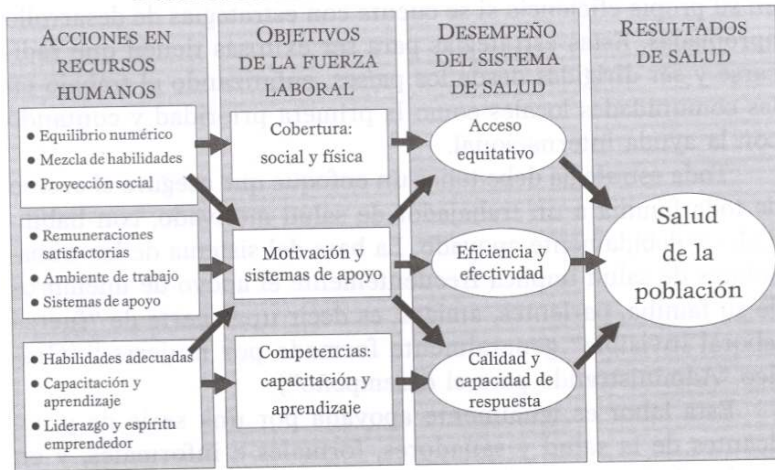 ACCIONES EN
RECURSOS
HUMANOS
• Equilibrio numérico
• Mezcla de habilidades
• Proyección social
• Remuneraciones
satisfactorias
• Ambiente de trabajo
• Sistemas de apoyo
• Habilidades adecuadas
• Capacitación y
aprendizaje
• Liderazgo y espíritu
emprendedor
OBJETIVOS
DE LA FUERZA
LABORAL
Cobertura:
social y física
Motivación y
sistemas de apoyo
Competencias:
capacitación y
aprendizaje
DESEMPEÑO
DEL SISTEMA
DE SALUD
Acceso
equitativo
Eficiencia y
efectividad
Calidad y
capacidad de
respuesta
RESULTADOS
DE SALUD
Salud
de la
población